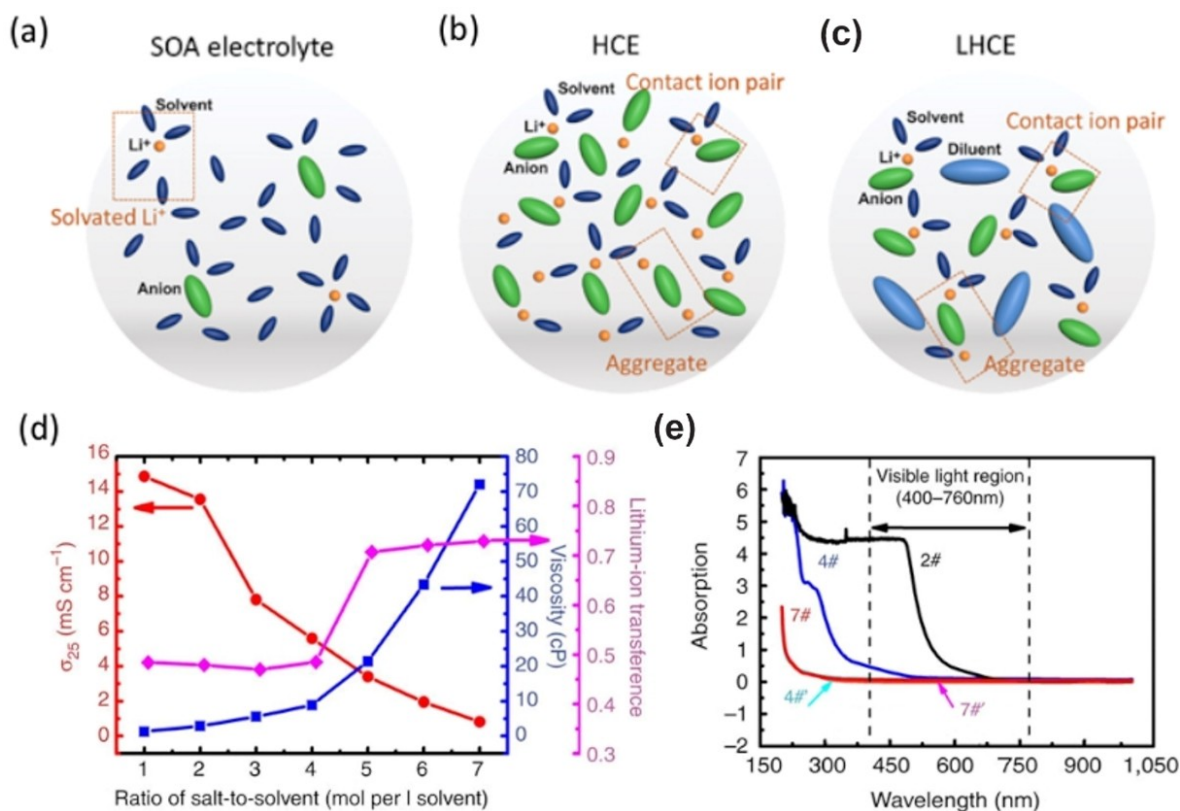 (a)
SOA electrolyte
Solvent
Li⁺
Solvated Li⁺
Anion
(b)
HCE
Contact ion pair
Solvent
Li⁺
Anion
Aggregate
(c)
LHCE
Solvent
Contact ion pair
Li⁺
Diluent
Anion
Aggregate
(d)
16
14
12
10
8
6
4
2
0
σ₂₅ (mS cm⁻¹)
80
70
60
50
40
30
20
10
0
Viscosity (cP)
0.9
0.8
0.7
0.6
0.5
0.4
0.3
Lithium-ion transference
1 2 3 4 5 6 7
Ratio of salt-to-solvent (mol per l solvent)
(e)
7
6
5
4
3
2
1
0
−1
−2
Absorption
Visible light region
(400–760nm)
4#
2#
7#
4#'
7#'
150 300 450 600 750 900 1,050
Wavelength (nm)